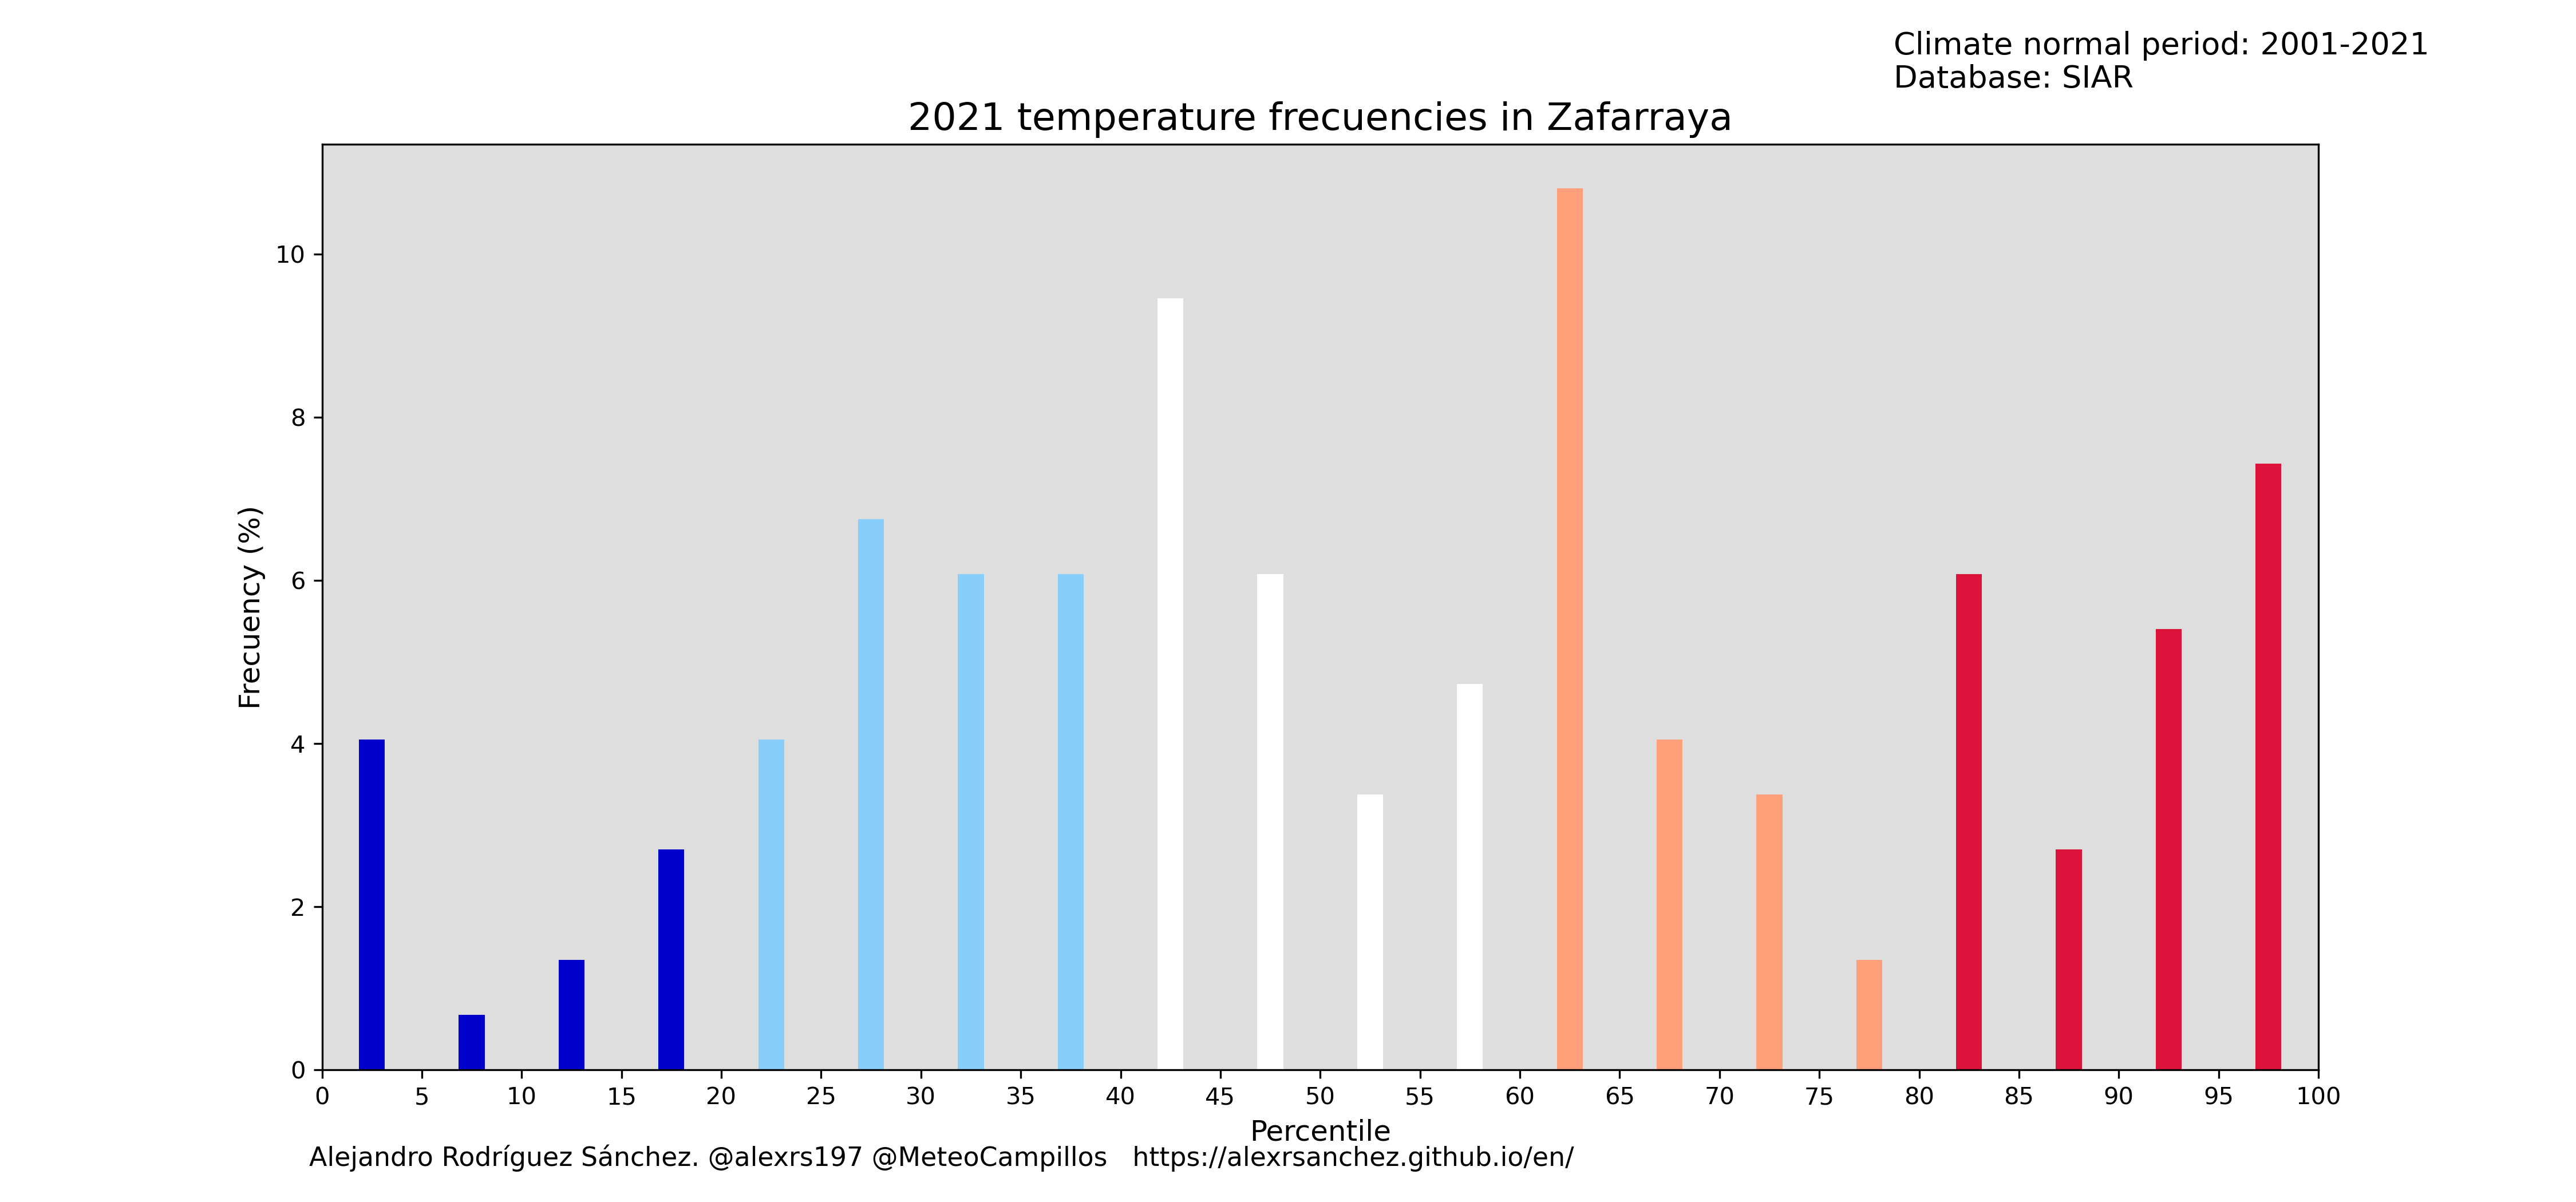 Climate normal period: 2001-2021
Database: SIAR
2021 temperature frecuencies in Zafarraya
10
8
6
4
2
0
Frecuency (%)
0 5 10 15 20 25 30 35 40 45 50 55 60 65 70 75 80 85 90 95 100
Percentile
Alejandro Rodríguez Sánchez. @alexrs197 @MeteoCampillos https://alexrsanchez.github.io/en/